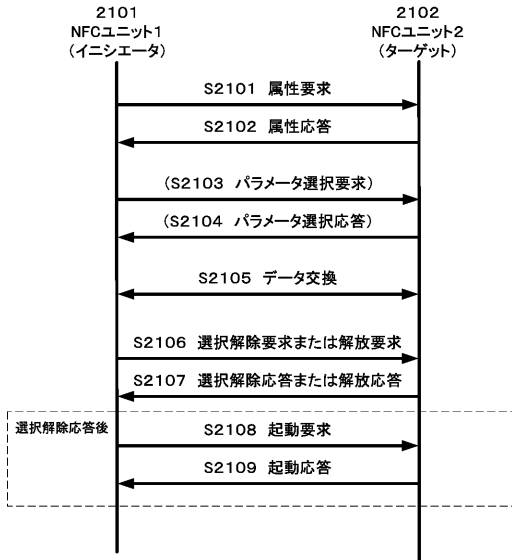 2101
NFCユニット1
(イニシエータ)
2102
NFCユニット2
(ターゲット)
S2101 属性要求
S2102 属性応答
(S2103 パラメータ選択要求)
(S2104 パラメータ選択応答)
S2105 データ交換
S2106 選択解除要求または解放要求
S2107 選択解除応答または解放応答
選択解除応答後
S2108 起動要求
S2109 起動応答